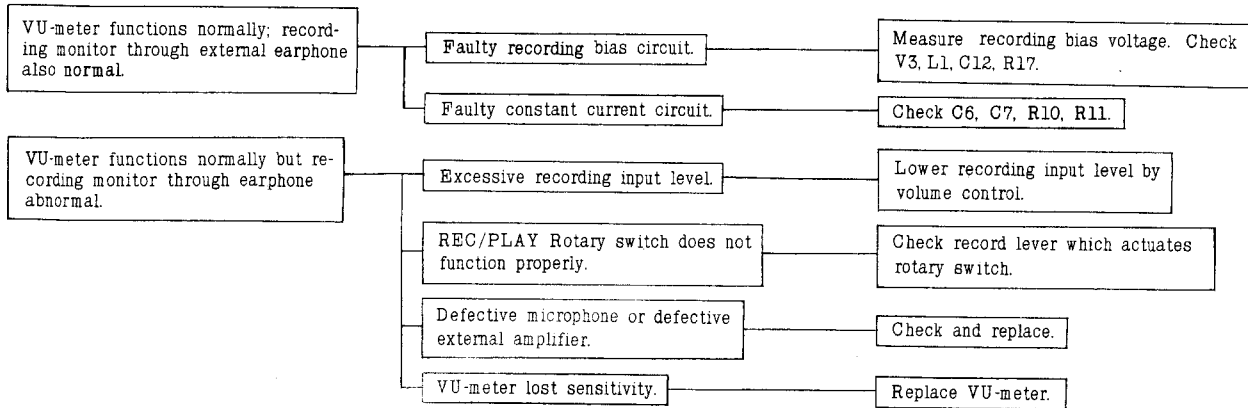 VU-meter functions normally; record-
ing monitor through external earphone
also normal.
Faulty recording bias circuit.
Measure recording bias voltage. Check
V3, L1, C12, R17.
Faulty constant current circuit.
Check C6, C7, R10, R11.
VU-meter functions normally but re-
cording monitor through earphone
abnormal.
Excessive recording input level.
Lower recording input level by
volume control.
REC/PLAY Rotary switch does not
function properly.
Check record lever which actuates
rotary switch.
Defective microphone or defective
external amplifier.
Check and replace.
VU-meter lost sensitivity.
Replace VU-meter.